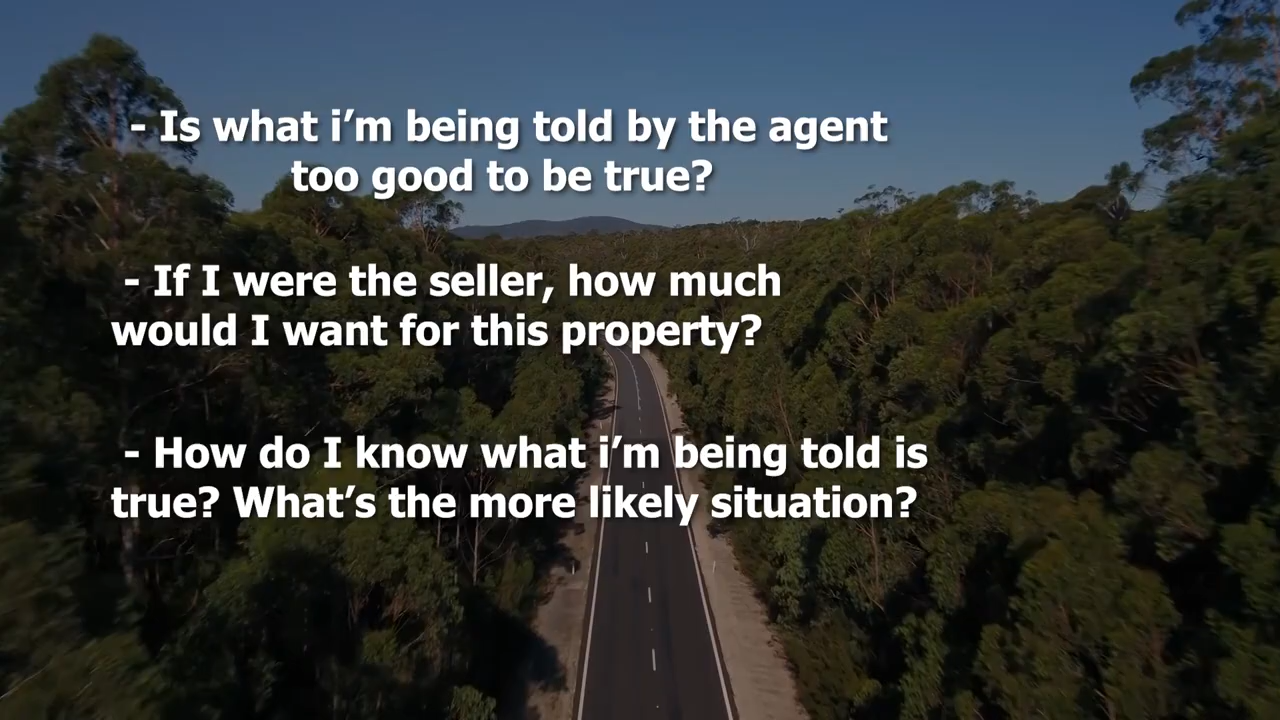 - Is what i’m being told by the agent
too good to be true?
- If I were the seller, how much
would I want for this property?
- How do I know what i’m being told is
true? What’s the more likely situation?